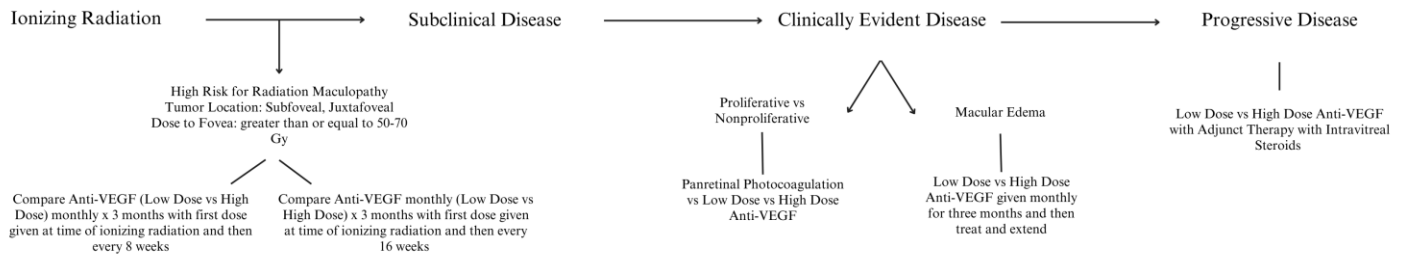 Ionizing Radiation
Subclinical Disease
Clinically Evident Disease
Progressive Disease
High Risk for Radiation Maculopathy
Tumor Location: Subfoveal, Juxtafoveal
Dose to Fovea: greater than or equal to 50-70
Gy
Compare Anti-VEGF (Low Dose vs High
Dose) monthly x 3 months with first dose
given at time of ionizing radiation and then
every 8 weeks
Compare Anti-VEGF monthly (Low Dose vs
High Dose) x 3 months with first dose given
at time of ionizing radiation and then every
16 weeks
Proliferative vs
Nonproliferative
Panretinal Photocoagulation
vs Low Dose vs High Dose
Anti-VEGF
Macular Edema
Low Dose vs High Dose
Anti-VEGF given monthly
for three months and then
treat and extend
Low Dose vs High Dose Anti-VEGF
with Adjunct Therapy with Intravitreal
Steroids